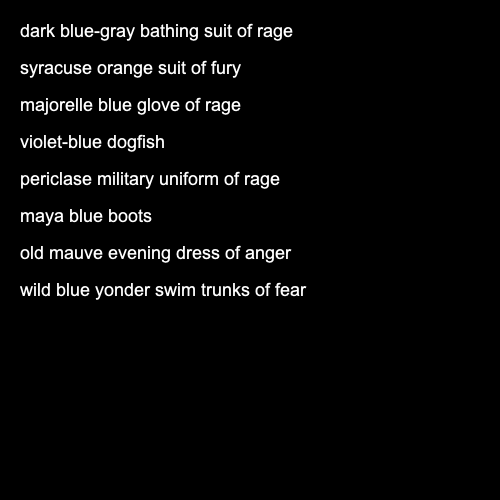 dark blue-gray bathing suit of rage
syracuse orange suit of fury
majorelle blue glove of rage
violet-blue dogfish
periclase military uniform of rage
maya blue boots
old mauve evening dress of anger
wild blue yonder swim trunks of fear